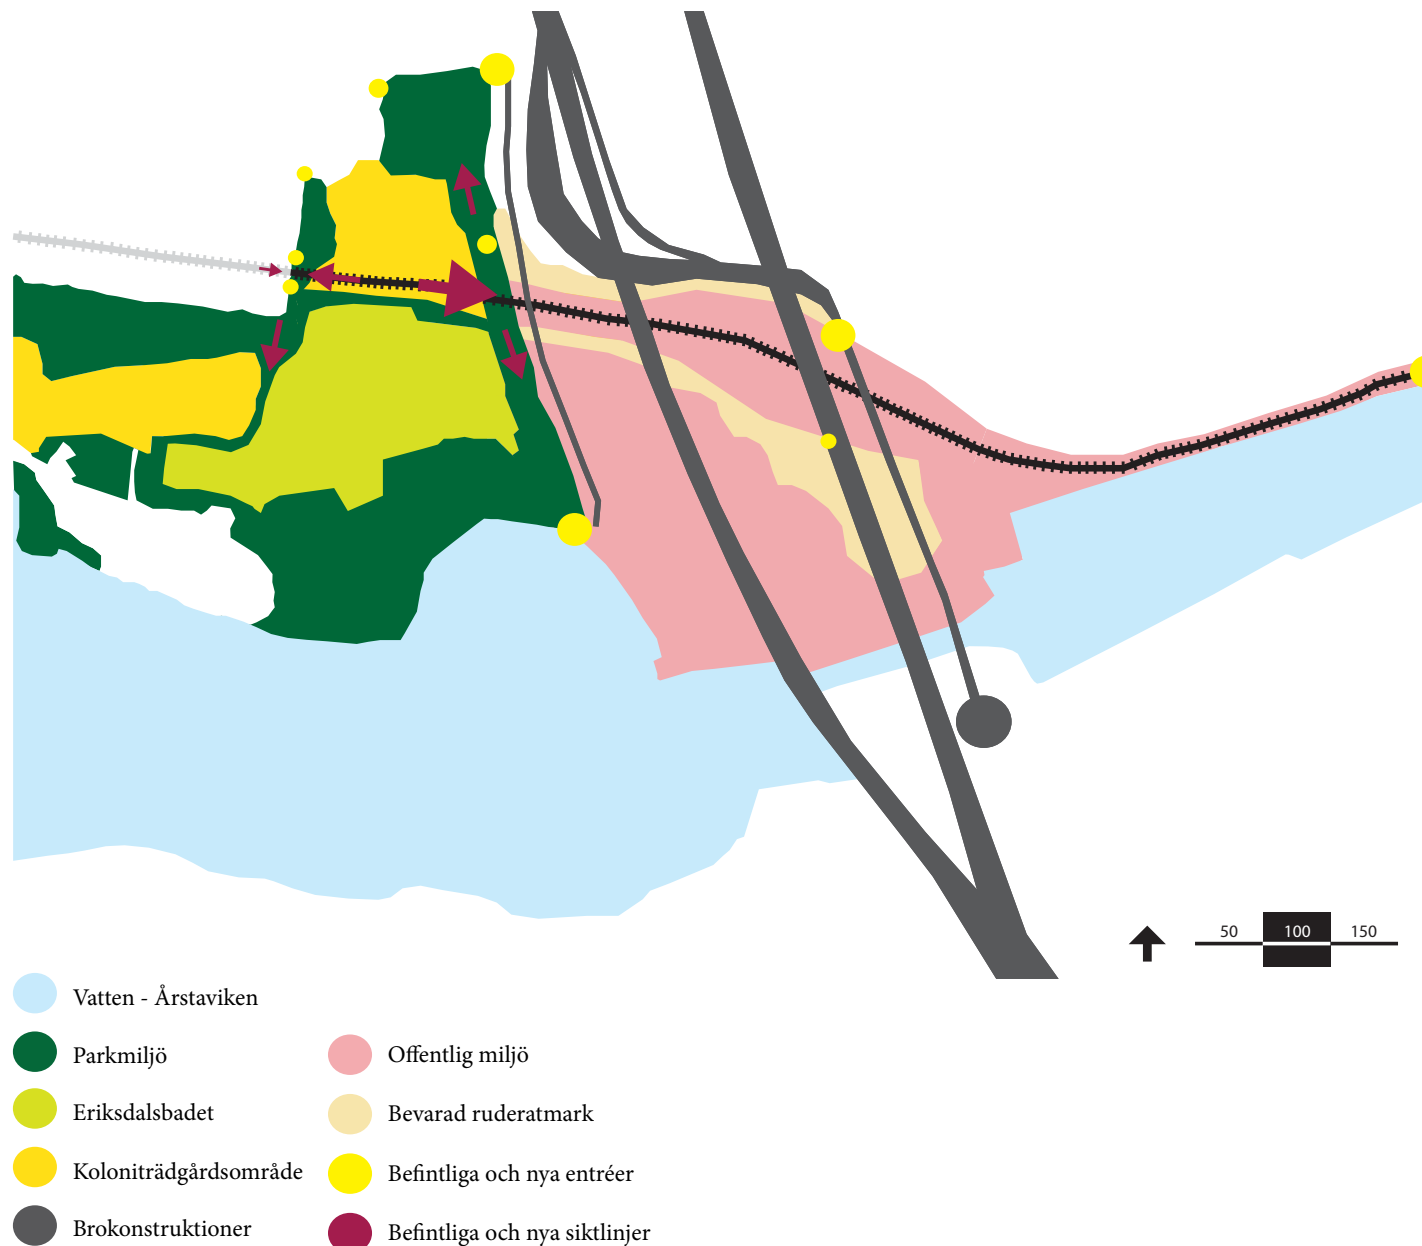 50 100 150
Vatten - Årstaviken
Parkmiljö
Eriksdalsbadet
Koloniträdgårdsområde
Brokonstruktioner
Offentlig miljö
Bevarad ruderatmark
Befintliga och nya entréer
Befintliga och nya siktlinjer